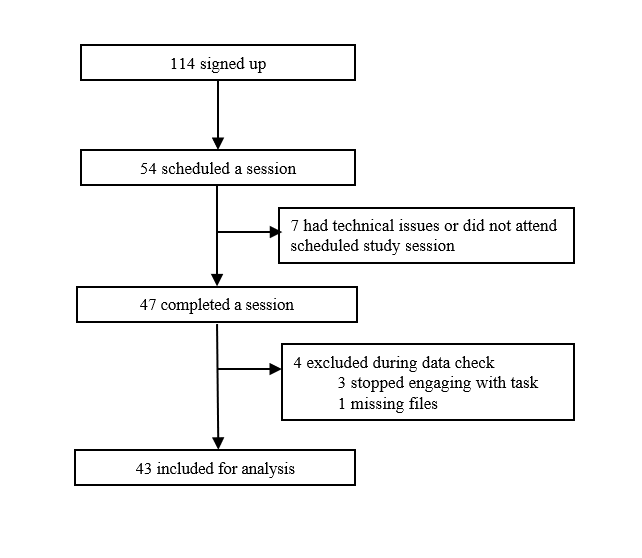 114 signed up
54 scheduled a session
7 had technical issues or did not attend
scheduled study session
47 completed a session
4 excluded during data check
3 stopped engaging with task
1 missing files
43 included for analysis